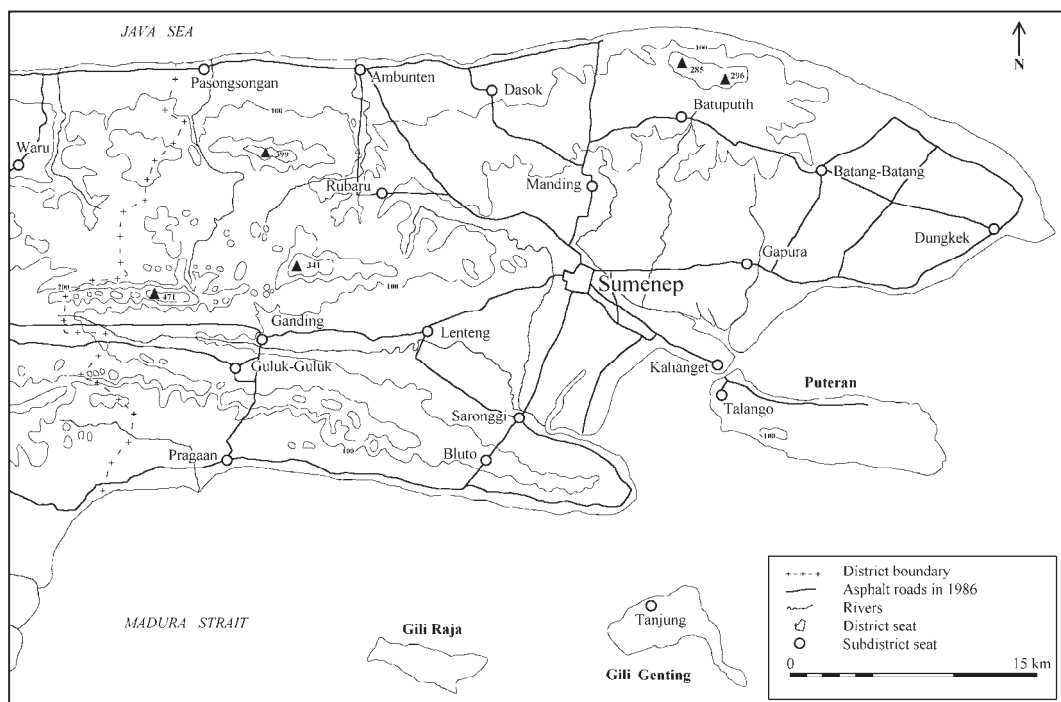 JAVA SEA
N
Pasongsongan
Ambunten
100
285
296
Dasok
Batuputih
100
Waru
399
Rubaru
Manding
Batang-Batang
Dungkek
Gapura
341
100
200
471
Sumenep
Ganding
Lenteng
Guluk-Guluk
Kalianget
Puteran
Talango
Saronggi
100
Pragaan
100
Bluto
MADURA STRAIT
Gili Raja
Tanjung
Gili Genting
District boundary
Asphalt roads in 1986
Rivers
District seat
Subdistrict seat
0 15 km